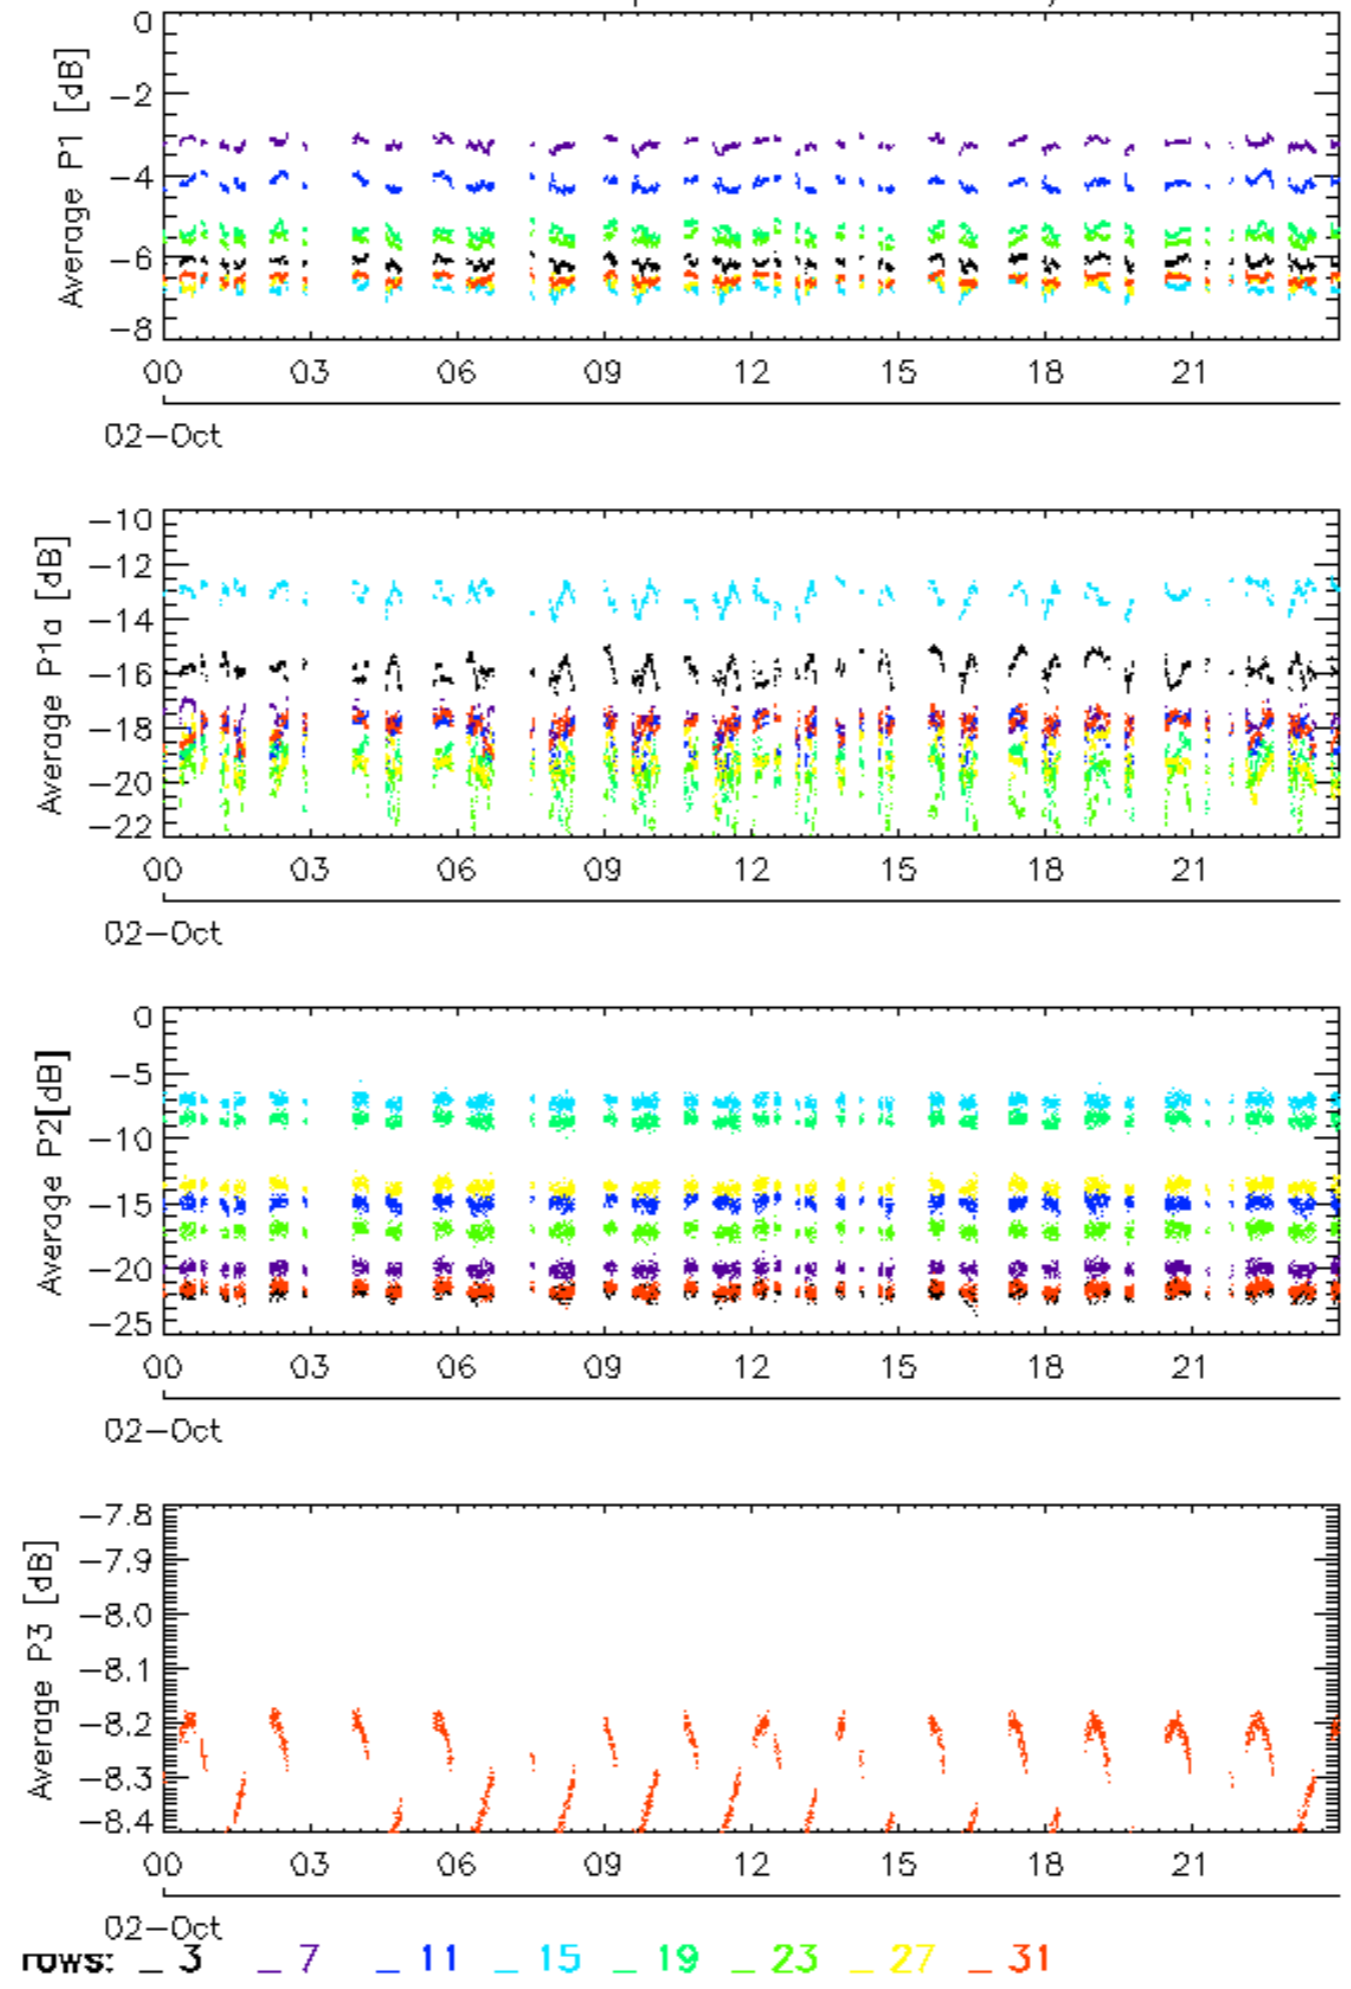 0
−2
−4
−6
−8
Average P1 [dB]
00 03 06 09 12 15 18 21
02−Oct
−10
−12
−14
−16
−18
−20
−22
Average P1a [dB]
00 03 06 09 12 15 18 21
02−Oct
0
−5
−10
−15
−20
−25
Average P2[dB]
00 03 06 09 12 15 18 21
02−Oct
−7.8
−7.9
−8.0
−8.1
−8.2
−8.3
−8.4
Average P3 [dB]
00 03 06 09 12 15 18 21
02−Oct
rows: _ 3 _ 7 _ 11 _ 15 _ 19 _ 23 _ 27 _ 31